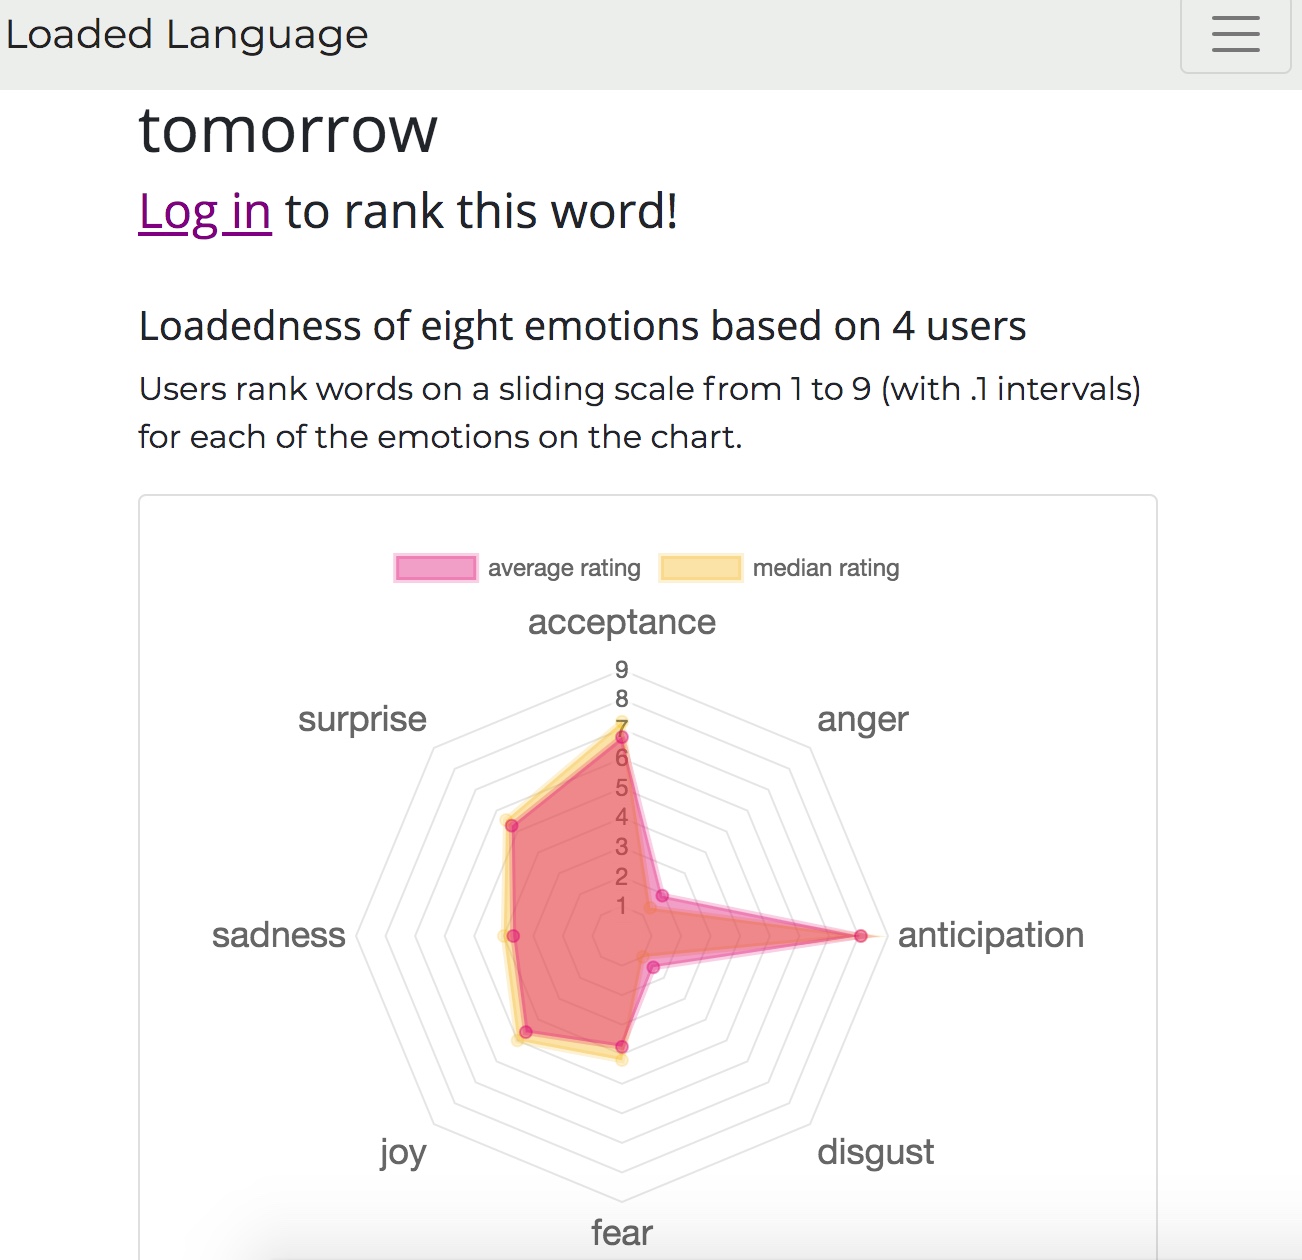 Loaded Language
tomorrow
Log in to rank this word!
Loadedness of eight emotions based on 4 users
Users rank words on a sliding scale from 1 to 9 (with .1 intervals)
for each of the emotions on the chart.
average rating median rating
acceptance
9
8
7
6
5
4
3
2
1
surprise anger
sadness anticipation
joy disgust
fear